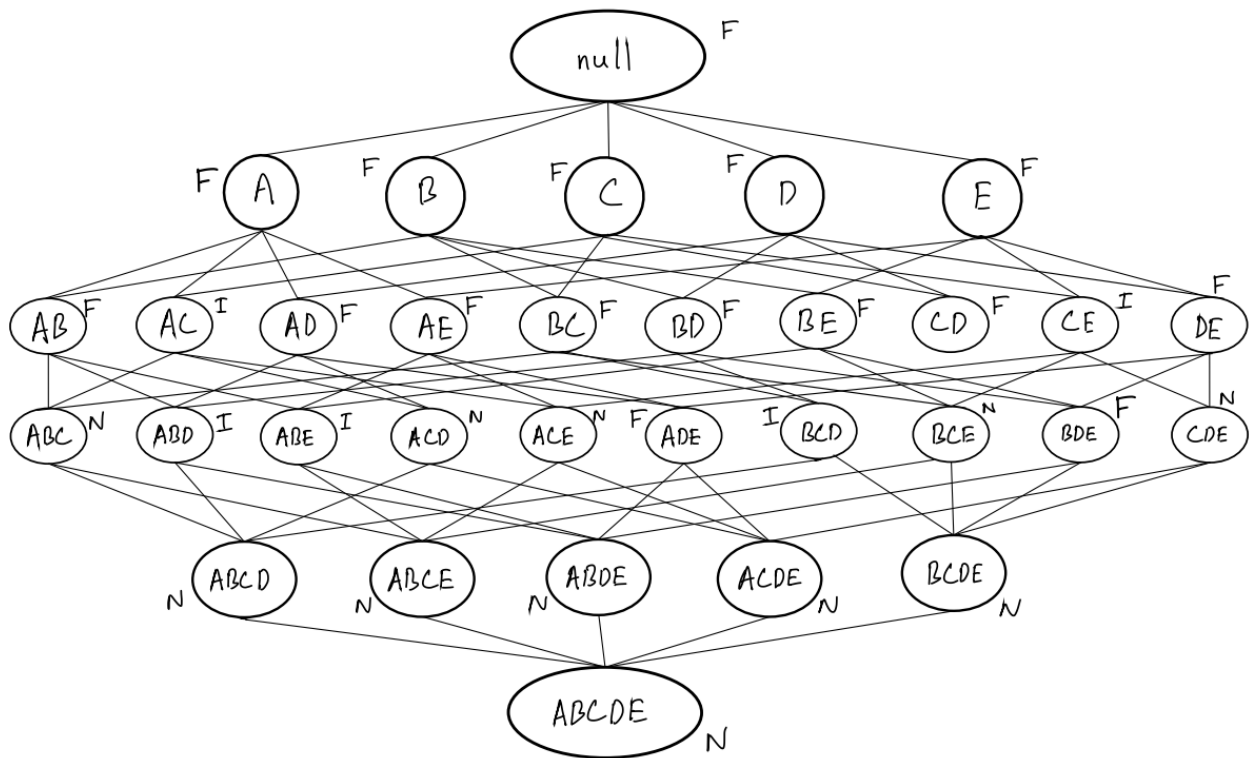 null F
F A F B F C F D E F
AB F AC I AD F AE F BC F BD F BE F CD F CE I DE F
ABC N ABD I ABE I ACD N ACE N F ADE I BCD BCE N BDE F CDE N
N ABCD N ABCE N ABDE ACDE N BCDE N
ABCDE N